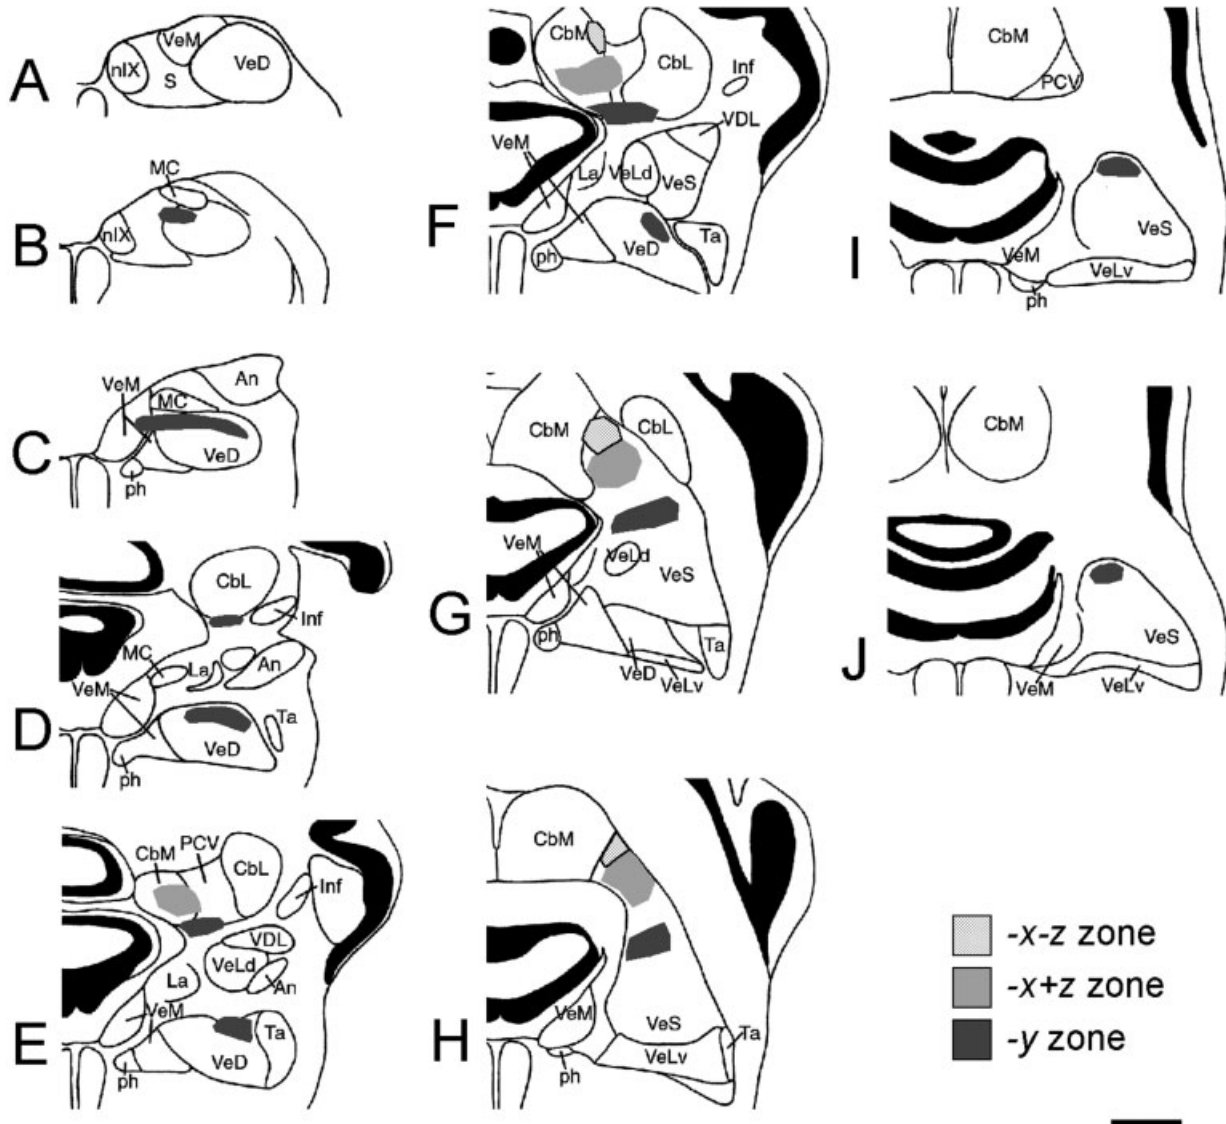 A
nIX
VeM
S
VeD
B
MC
nIX
C
VeM
An
MC
VeD
ph
D
CbL
Inf
MC
La
An
VeM
Ta
VeD
ph
E
CbM
PCV
CbL
Inf
VDL
VeLd
La
An
VeM
Ta
VeD
ph
F
CbM
CbL
Inf
VDL
VeM
La
VeLd
VeS
VeD
Ta
ph
G
CbM
CbL
VeM
VeLd
VeS
ph
Ta
VeD
VeLv
H
CbM
VeM
VeS
Ta
VeLv
ph
I
CbM
PCV
VeS
VeM
VeLv
ph
J
CbM
VeS
VeM
VeLv
-x-z zone
-x+z zone
-y zone